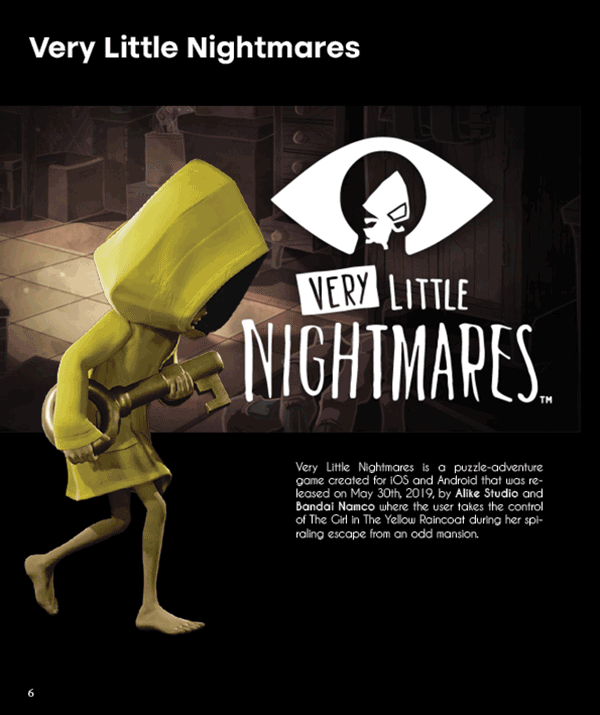 Very Little Nightmares
VERY LITTLE
NIGHTMARES™
Very Little Nightmares is a puzzle-adventure
game created for iOS and Android that was re-
leased on May 30th, 2019, by Alike Studio and
Bandai Namco where the user takes the control
of The Girl in The Yellow Raincoat during her spi-
raling escape from an odd mansion.
6